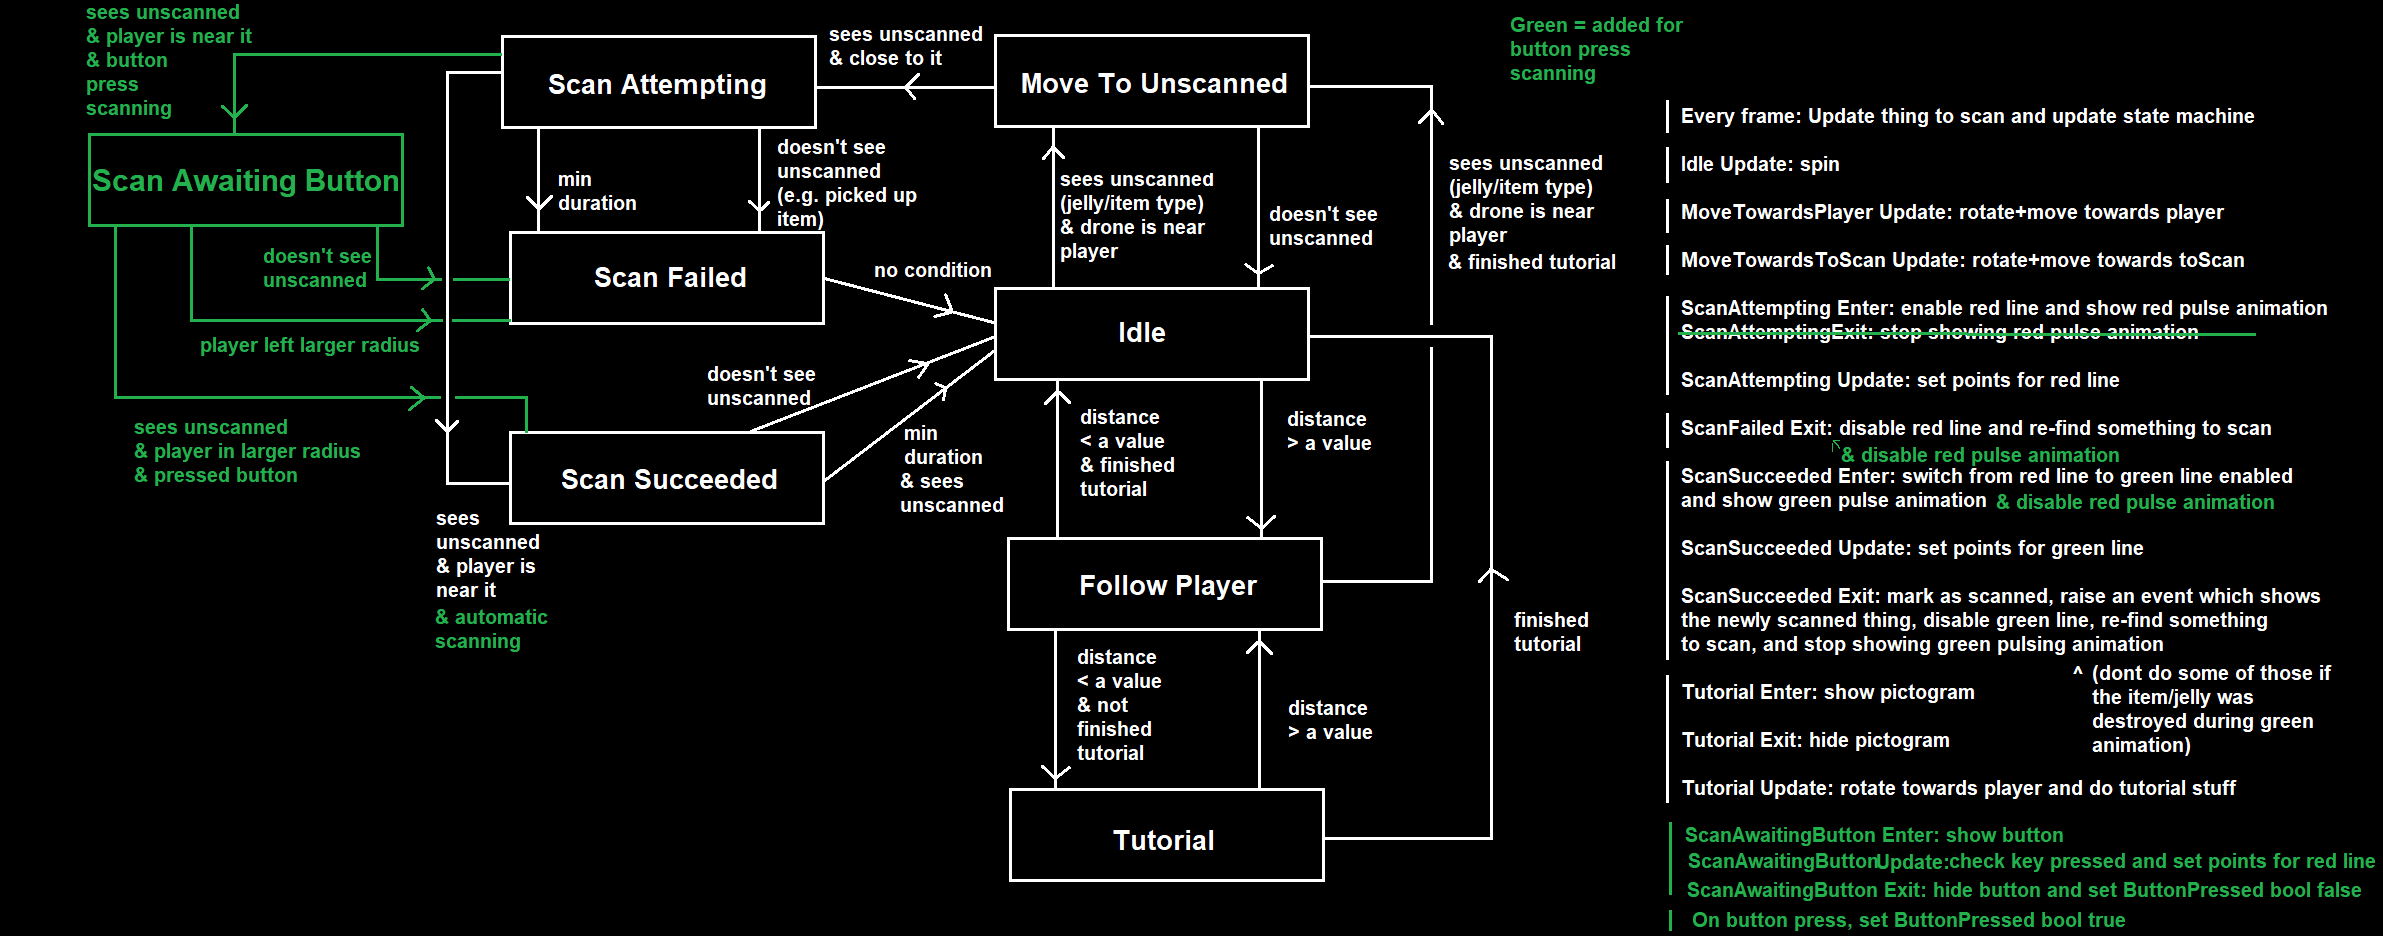 sees unscanned
& player is near it
& button
press
scanning
Scan Awaiting Button
doesn't see
unscanned
player left larger radius
sees unscanned
& player in larger radius
& pressed button
Scan Attempting
min
duration
doesn't see
unscanned
(e.g. picked up
item)
Scan Failed
no condition
doesn't see
unscanned
Scan Succeeded
min
duration
& sees
unscanned
sees
unscanned
& player is
near it
& automatic
scanning
sees unscanned
& close to it
Move To Unscanned
sees unscanned
(jelly/item type)
& drone is near
player
doesn't see
unscanned
Idle
distance
< a value
& finished
tutorial
distance
> a value
Follow Player
distance
< a value
& not
finished
tutorial
distance
> a value
Tutorial
sees unscanned
(jelly/item type)
& drone is near
player
& finished tutorial
finished
tutorial
Green = added for
button press
scanning
Every frame: Update thing to scan and update state machine
Idle Update: spin
MoveTowardsPlayer Update: rotate+move towards player
MoveTowardsToScan Update: rotate+move towards toScan
ScanAttempting Enter: enable red line and show red pulse animation
ScanAttemptingExit: stop showing red pulse animation
ScanAttempting Update: set points for red line
ScanFailed Exit: disable red line and re-find something to scan
& disable red pulse animation
ScanSucceeded Enter: switch from red line to green line enabled
and show green pulse animation & disable red pulse animation
ScanSucceeded Update: set points for green line
ScanSucceeded Exit: mark as scanned, raise an event which shows
the newly scanned thing, disable green line, re-find something
to scan, and stop showing green pulsing animation
^ (dont do some of those if
the item/jelly was
destroyed during green
animation)
Tutorial Enter: show pictogram
Tutorial Exit: hide pictogram
Tutorial Update: rotate towards player and do tutorial stuff
ScanAwaitingButton Enter: show button
ScanAwaitingButtonUpdate:check key pressed and set points for red line
ScanAwaitingButton Exit: hide button and set ButtonPressed bool false
On button press, set ButtonPressed bool true